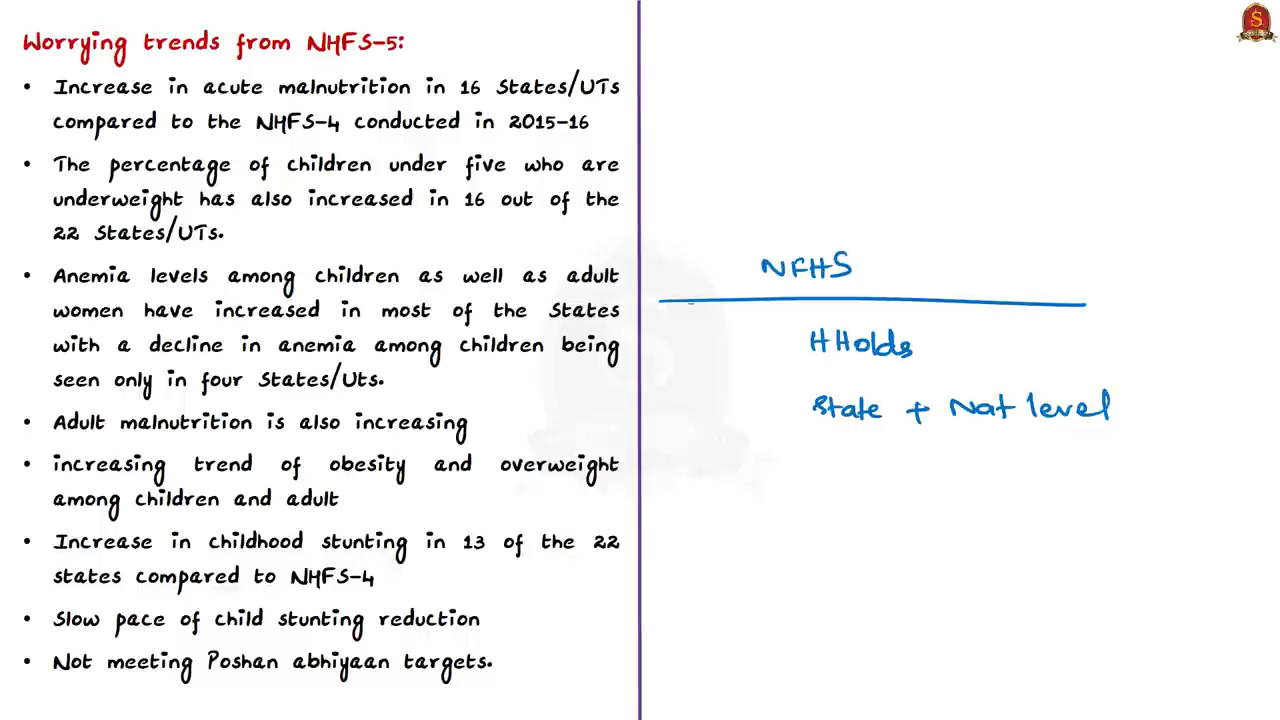 Worrying trends from NHFS-5:
• Increase in acute malnutrition in 16 States/UTs
compared to the NHFS-4 conducted in 2015-16
• The percentage of children under five who are
underweight has also increased in 16 out of the
22 States/UTs.
• Anemia levels among children as well as adult
women have increased in most of the States
with a decline in anemia among children being
seen only in four States/Uts.
• Adult malnutrition is also increasing
• increasing trend of obesity and overweight
among children and adult
• Increase in childhood stunting in 13 of the 22
states compared to NHFS-4
• Slow pace of child stunting reduction
• Not meeting Poshan abhiyaan targets.
NFHS
HHolds
State + Nat level